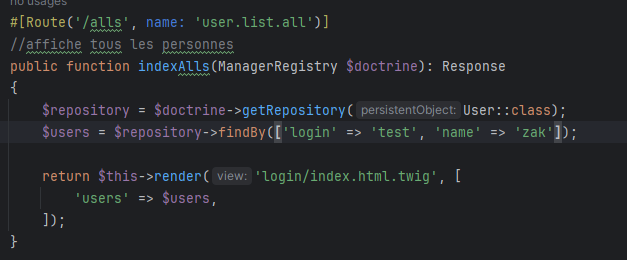 no usages
#[Route('/alls', name: 'user.list.all')]
//affiche tous les personnes
public function indexAlls(ManagerRegistry $doctrine): Response
{
$repository = $doctrine->getRepository( persistentObject: User::class);
$users = $repository->findBy(['login' => 'test', 'name' => 'zak']);
return $this->render( view: 'login/index.html.twig', [
'users' => $users,
]);
}